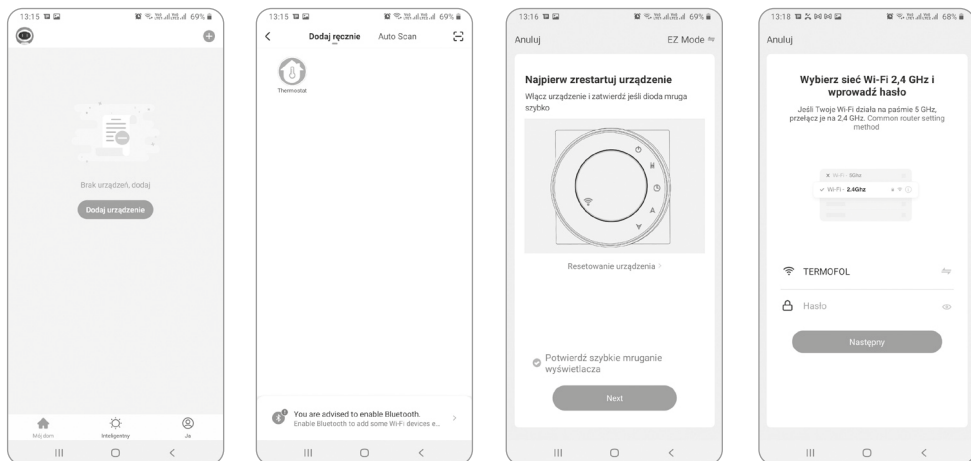 13:15
69%
Brak urządzeń, dodaj
Dodaj urządzenie
Mój dom
Inteligentny
Ja
13:15
69%
Dodaj ręcznie
Auto Scan
Thermostat
You are advised to enable Bluetooth.
Enable Bluetooth to add some Wi-Fi devices e...
13:16
69%
Anuluj
EZ Mode
Najpierw zrestartuj urządzenie
Włącz urządzenie i zatwierdź jeśli dioda mruga
szybko
Resetowanie urządzenia
Potwierdź szybkie mruganie
wyświetlacza
Next
13:18
68%
Anuluj
Wybierz sieć Wi-Fi 2,4 GHz i
wprowadź hasło
Jeśli Twoje Wi-Fi działa na paśmie 5 GHz,
przełącz je na 2,4 GHz. Common router setting
method
Wi-Fi - 5Ghz
Wi-Fi - 2.4Ghz
TERMOFOL
Hasło
Następny